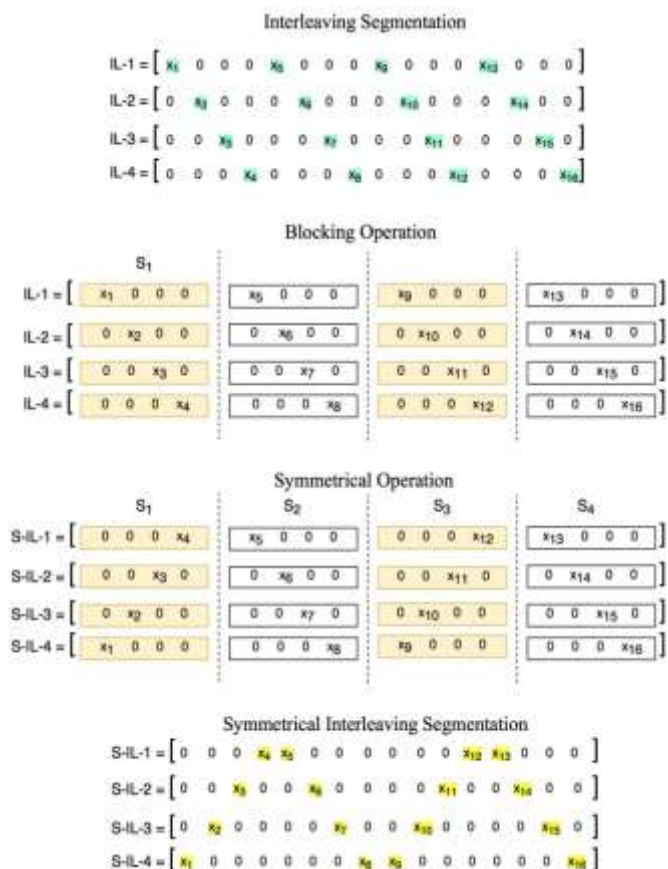 Interleaving Segmentation
IL-1 = [ x1 0 0 0 x5 0 0 0 x9 0 0 0 x13 0 0 0 ]
IL-2 = [ 0 x2 0 0 0 x6 0 0 0 x10 0 0 0 x14 0 0 ]
IL-3 = [ 0 0 x3 0 0 0 x7 0 0 0 x11 0 0 0 x15 0 ]
IL-4 = [ 0 0 0 x4 0 0 0 x8 0 0 0 x12 0 0 0 x16 ]
Blocking Operation
S1
IL-1 = [ x1 0 0 0 x5 0 0 0 x9 0 0 0 x13 0 0 0 ]
IL-2 = [ 0 x2 0 0 0 x6 0 0 0 x10 0 0 0 x14 0 0 ]
IL-3 = [ 0 0 x3 0 0 0 x7 0 0 0 x11 0 0 0 x15 0 ]
IL-4 = [ 0 0 0 x4 0 0 0 x8 0 0 0 x12 0 0 0 x16 ]
Symmetrical Operation
S1 S2 S3 S4
S-IL-1 = [ 0 0 0 x4 x5 0 0 0 0 0 0 x12 x13 0 0 0 ]
S-IL-2 = [ 0 0 x3 0 0 x6 0 0 0 0 x11 0 0 x14 0 0 ]
S-IL-3 = [ 0 x2 0 0 0 0 x7 0 0 x10 0 0 0 0 x15 0 ]
S-IL-4 = [ x1 0 0 0 0 0 0 x8 x9 0 0 0 0 0 0 x16 ]
Symmetrical Interleaving Segmentation
S-IL-1 = [ 0 0 0 x4 x5 0 0 0 0 0 0 x12 x13 0 0 0 ]
S-IL-2 = [ 0 0 x3 0 0 x6 0 0 0 0 x11 0 0 x14 0 0 ]
S-IL-3 = [ 0 x2 0 0 0 0 x7 0 0 x10 0 0 0 0 x15 0 ]
S-IL-4 = [ x1 0 0 0 0 0 0 x8 x9 0 0 0 0 0 0 x16 ]